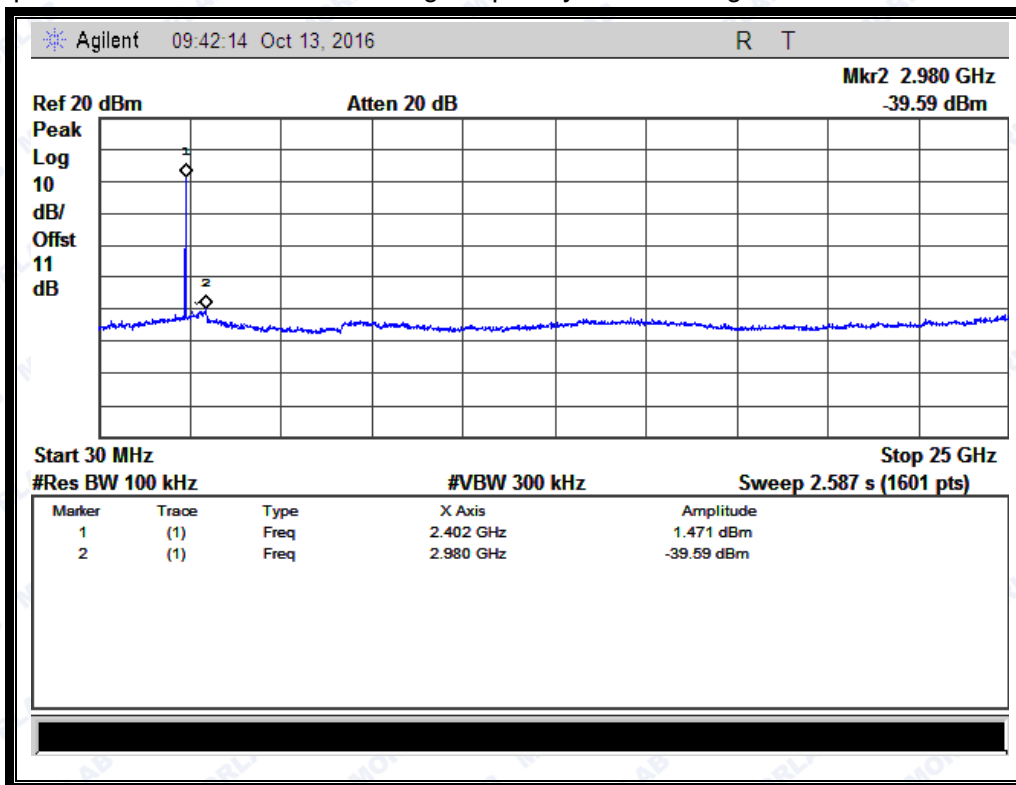 Agilent 09:42:14 Oct 13, 2016 R T
Mkr2 2.980 GHz
Ref 20 dBm Atten 20 dB -39.59 dBm
Peak
Log
10
dB/
Offst
11
dB
1
2
Start 30 MHz Stop 25 GHz
#Res BW 100 kHz #VBW 300 kHz Sweep 2.587 s (1601 pts)
Marker Trace Type X Axis Amplitude
1 (1) Freq 2.402 GHz 1.471 dBm
2 (1) Freq 2.980 GHz -39.59 dBm